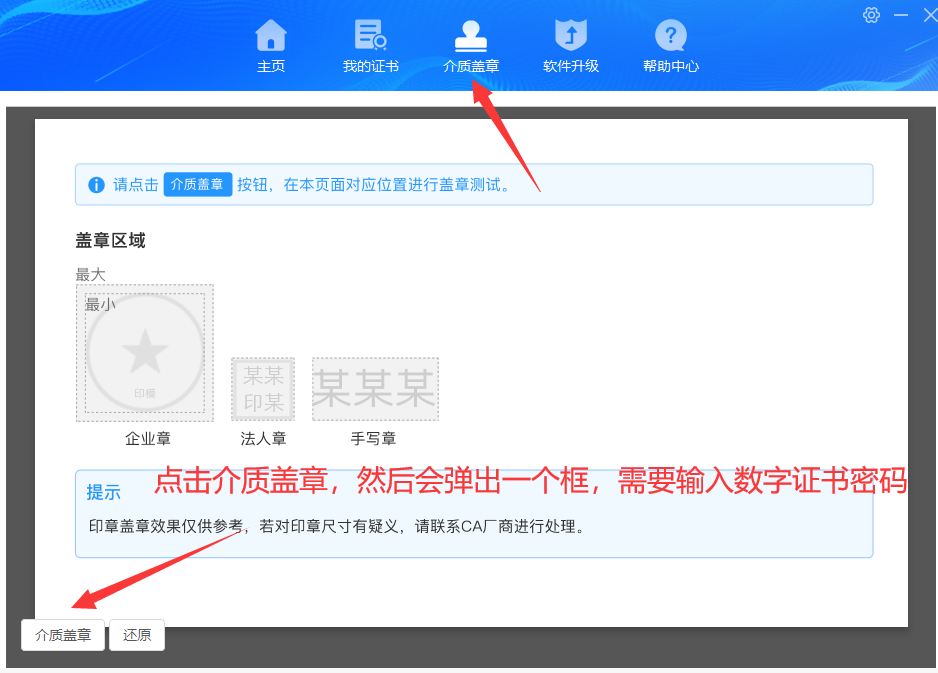 主页
我的证书
介质盖章
软件升级
帮助中心
请点击 介质盖章 按钮，在本页面对应位置进行盖章测试。
盖章区域
最大
最小
印模
某某
印某
某某某
企业章
法人章
手写章
点击介质盖章，然后会弹出一个框，需要输入数字证书密码
提示
印章盖章效果仅供参考，若对印章尺寸有疑义，请联系CA厂商进行处理。
介质盖章
还原